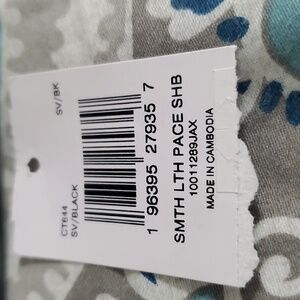 CT644
SV/BLACK
SV/BK
1 96395 27935 7
SMTH LTH PACE SHB
10011289JAX
MADE IN CAMBODIA